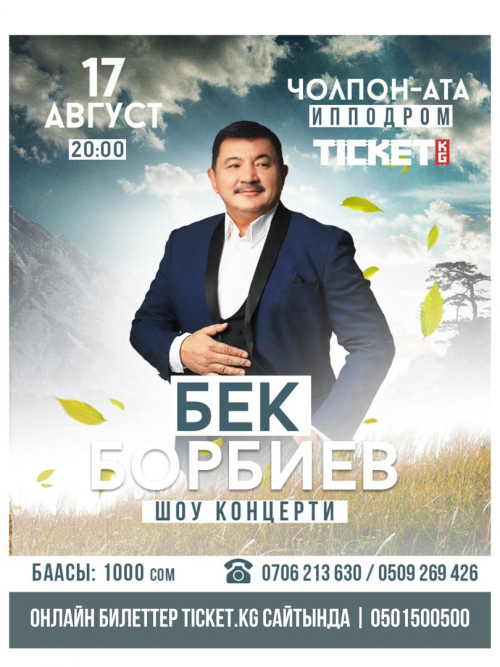 17
АВГУСТ
20:00
ЧОЛПОН-АТА
ИППОДРОМ
TICKET KG
БЕК
БОРБИЕВ
ШОУ КОНЦЕРТИ
БААСЫ: 1000 СОМ
0706 213 630 / 0509 269 426
ОНЛАЙН БИЛЕТТЕР TICKET.KG САЙТЫНДА | 0501500500